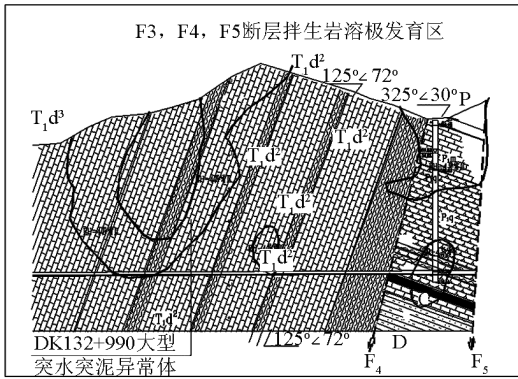 F3，F4，F5断层拌生岩溶极发育区
T₁d²
125°∠72°
325°∠30°
P
T₁d³
T₁d²
T₁d²
T₁d²
T₁d²
DK132+990大型
突水突泥异常体
125°∠72°
D
F₄
F₅